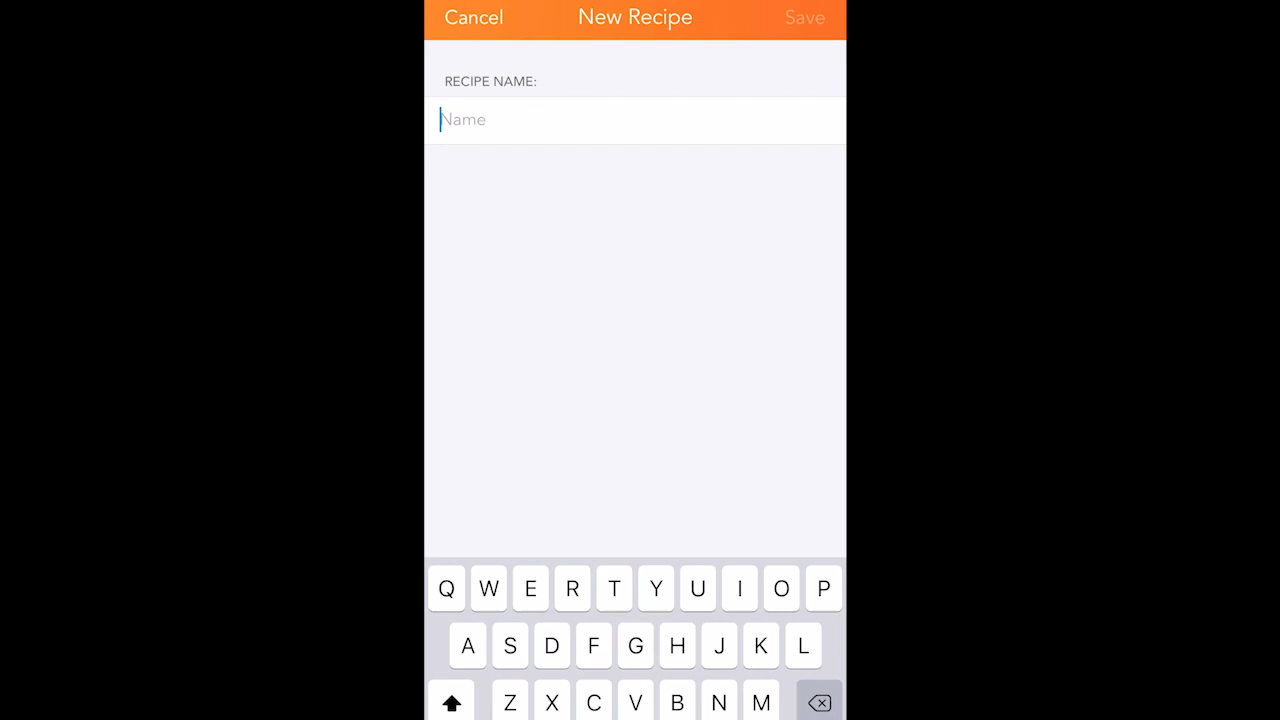 Cancel New Recipe Save
RECIPE NAME:
Name
Q W E R T Y U I O P
A S D F G H J K L
Z X C V B N M